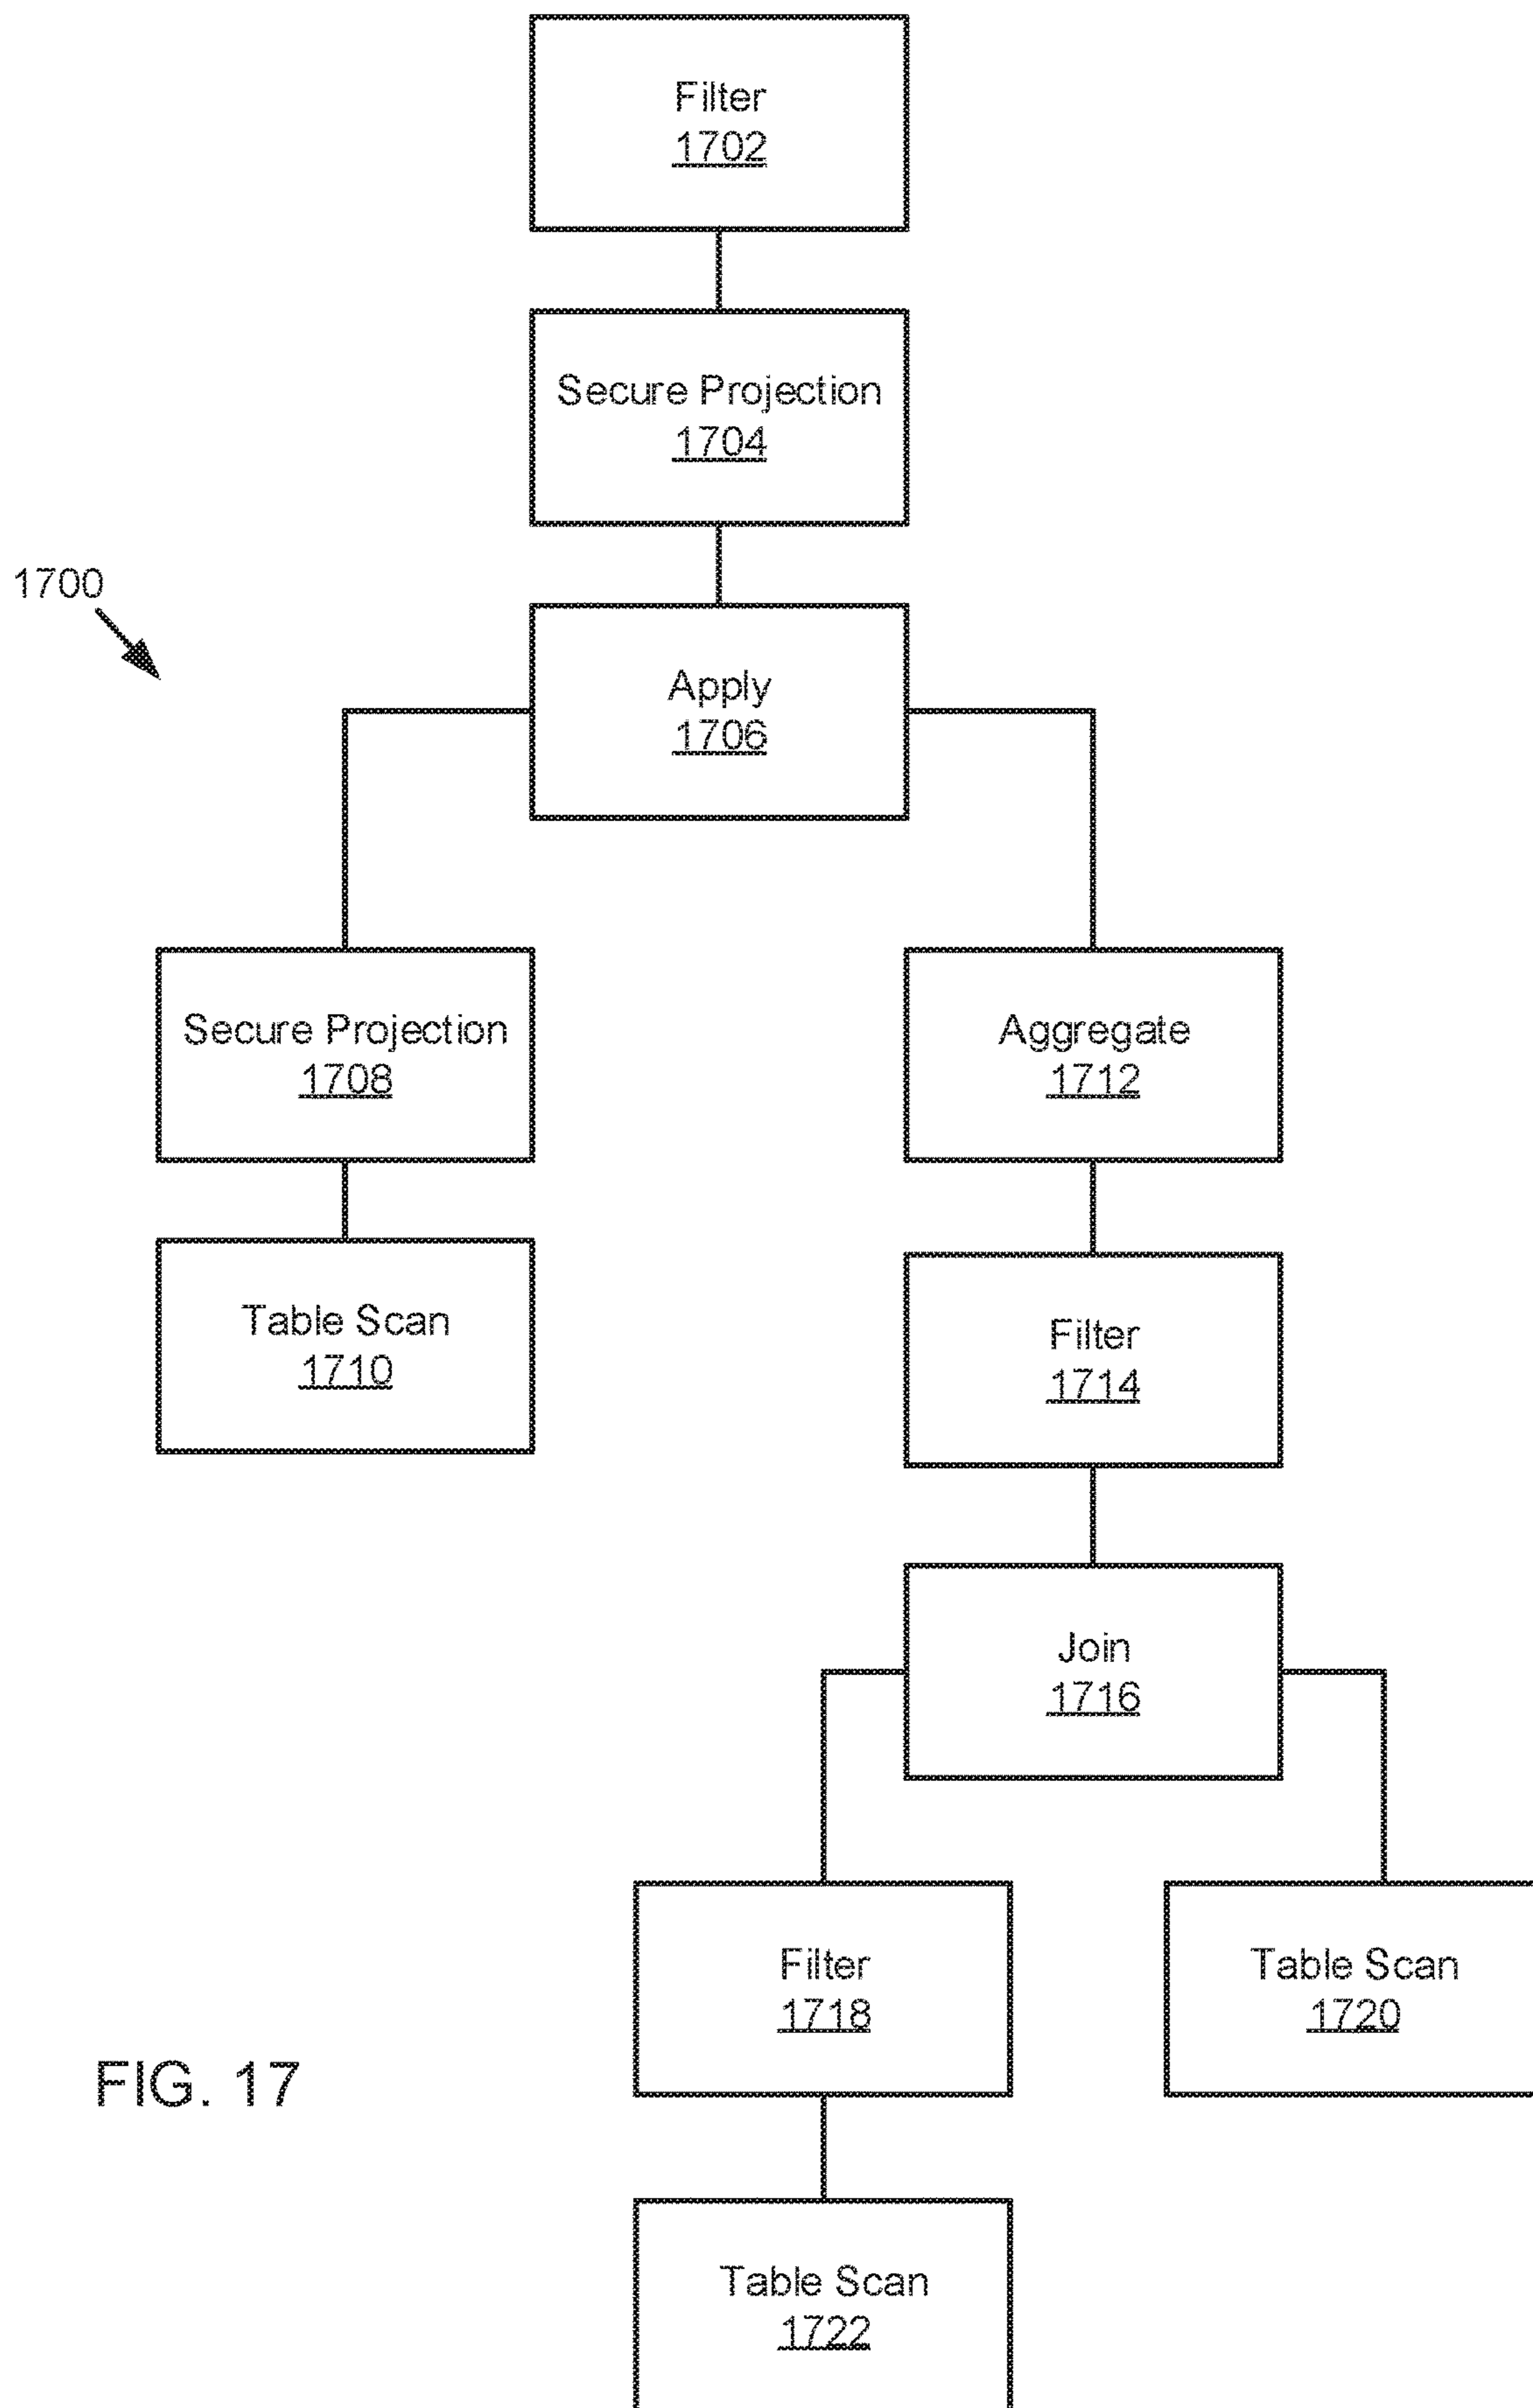 Filter
1702
Secure Projection
1704
1700
Apply
1706
Secure Projection
1708
Aggregate
1712
Table Scan
1710
Filter
1714
Join
1716
Filter
1718
Table Scan
1720
FIG. 17
Table Scan
1722